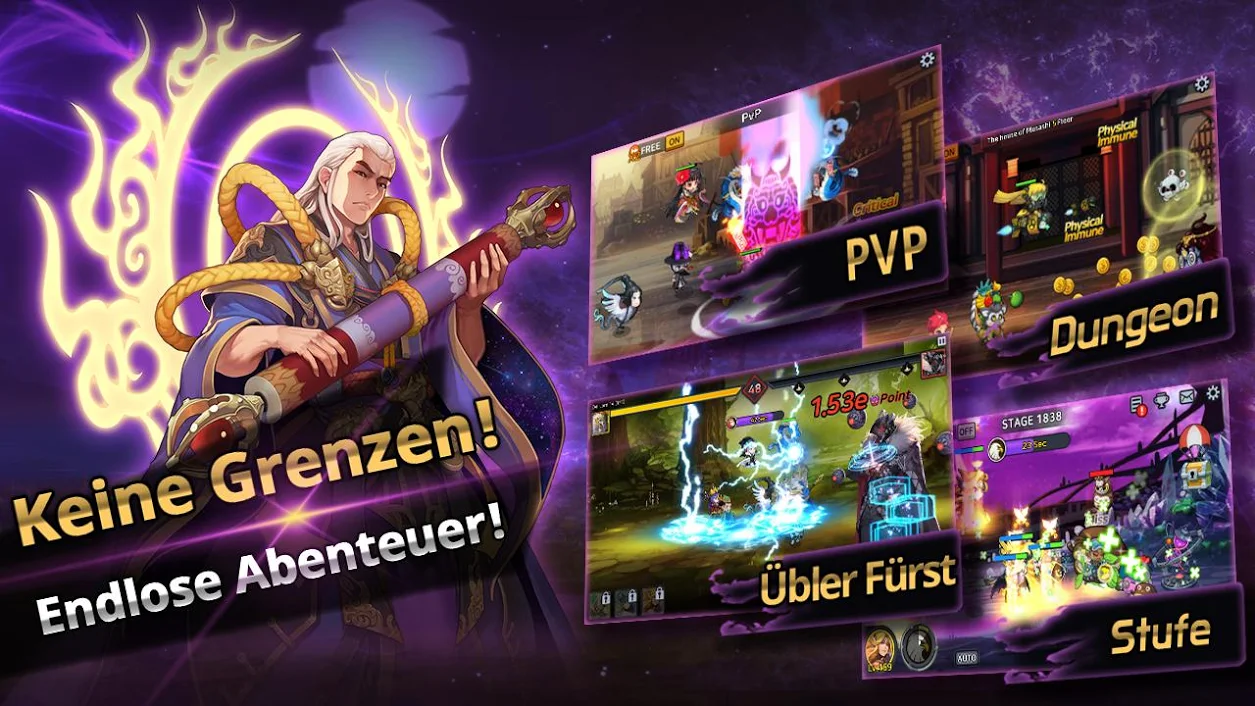 Keine Grenzen!
Endlose Abenteuer!
PvP
FREE ON
Critical
PVP
The house of Musashi 5 Floor
ON
Physical
Immune
Physical
Immune
Dungeon
48
1.53e Point
Übler Fürst
STAGE 1838
OFF
23 Sec
AUTO
Stufe